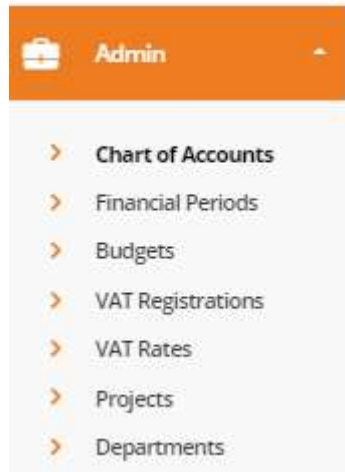 Admin
Chart of Accounts
Financial Periods
Budgets
VAT Registrations
VAT Rates
Projects
Departments